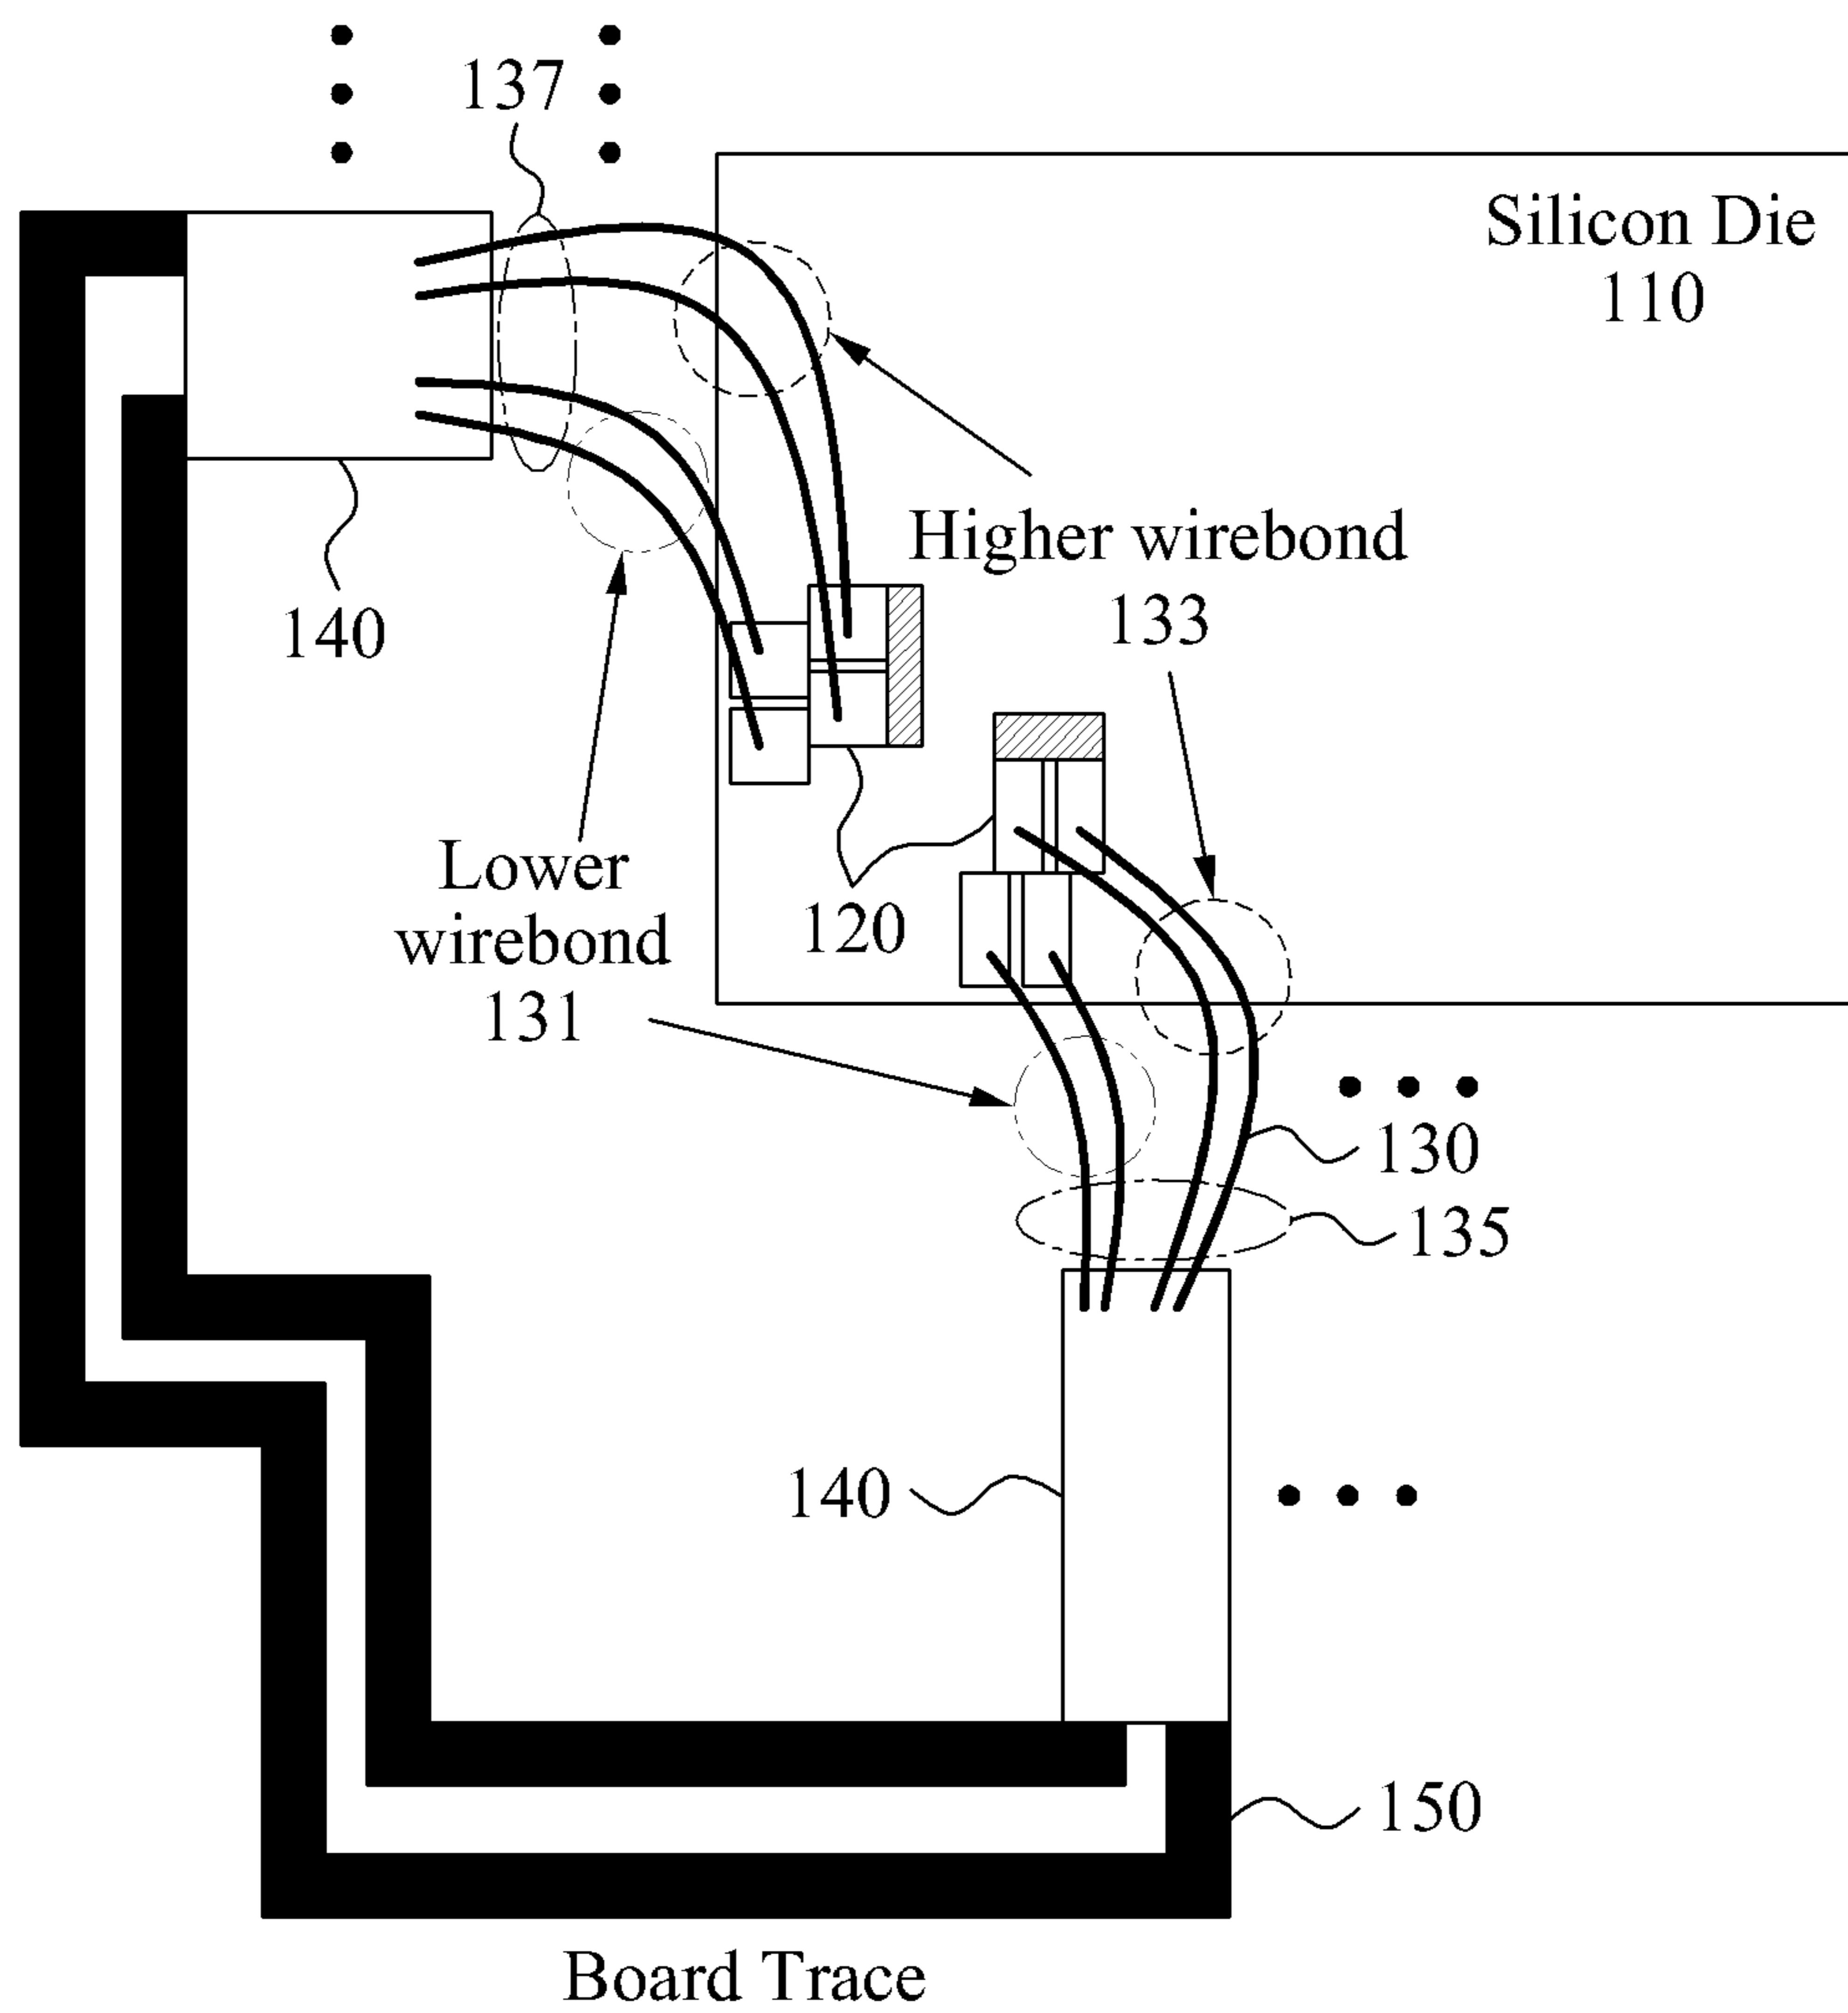 137
Silicon Die
110
Higher wirebond
133
140
Lower
wirebond
131
120
130
135
140
150
Board Trace